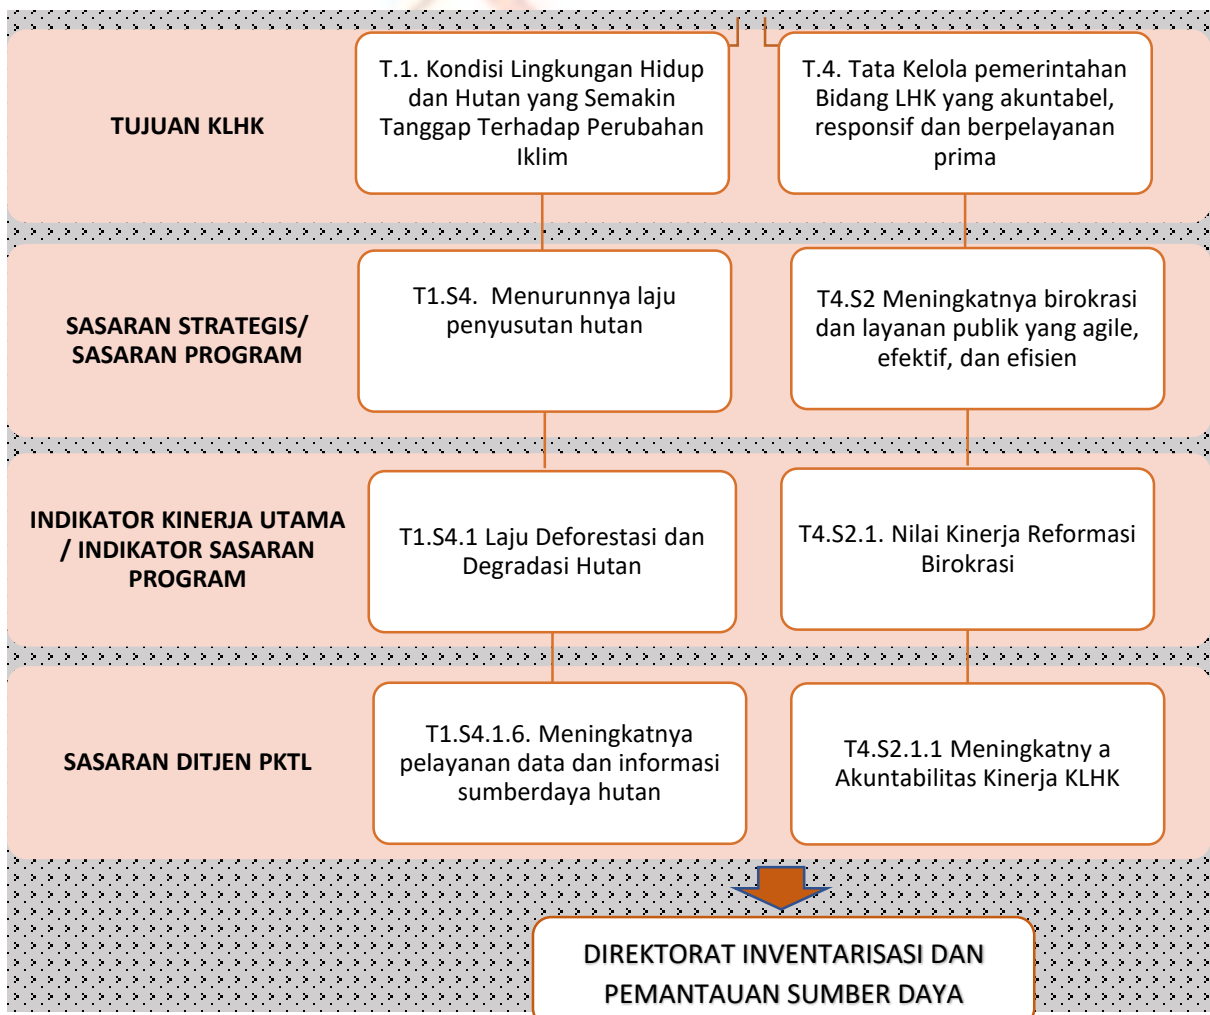 TUJUAN KLHK
T.1. Kondisi Lingkungan Hidup
dan Hutan yang Semakin
Tanggap Terhadap Perubahan
Iklim
T.4. Tata Kelola pemerintahan
Bidang LHK yang akuntabel,
responsif dan berpelayanan
prima
SASARAN STRATEGIS/
SASARAN PROGRAM
T1.S4.  Menurunnya laju
penyusutan hutan
T4.S2 Meningkatnya birokrasi
dan layanan publik yang agile,
efektif, dan efisien
INDIKATOR KINERJA UTAMA
/ INDIKATOR SASARAN
PROGRAM
T1.S4.1 Laju Deforestasi dan
Degradasi Hutan
T4.S2.1. Nilai Kinerja Reformasi
Birokrasi
SASARAN DITJEN PKTL
T1.S4.1.6. Meningkatnya
pelayanan data dan informasi
sumberdaya hutan
T4.S2.1.1 Meningkatny a
Akuntabilitas Kinerja KLHK
DIREKTORAT INVENTARISASI DAN
PEMANTAUAN SUMBER DAYA